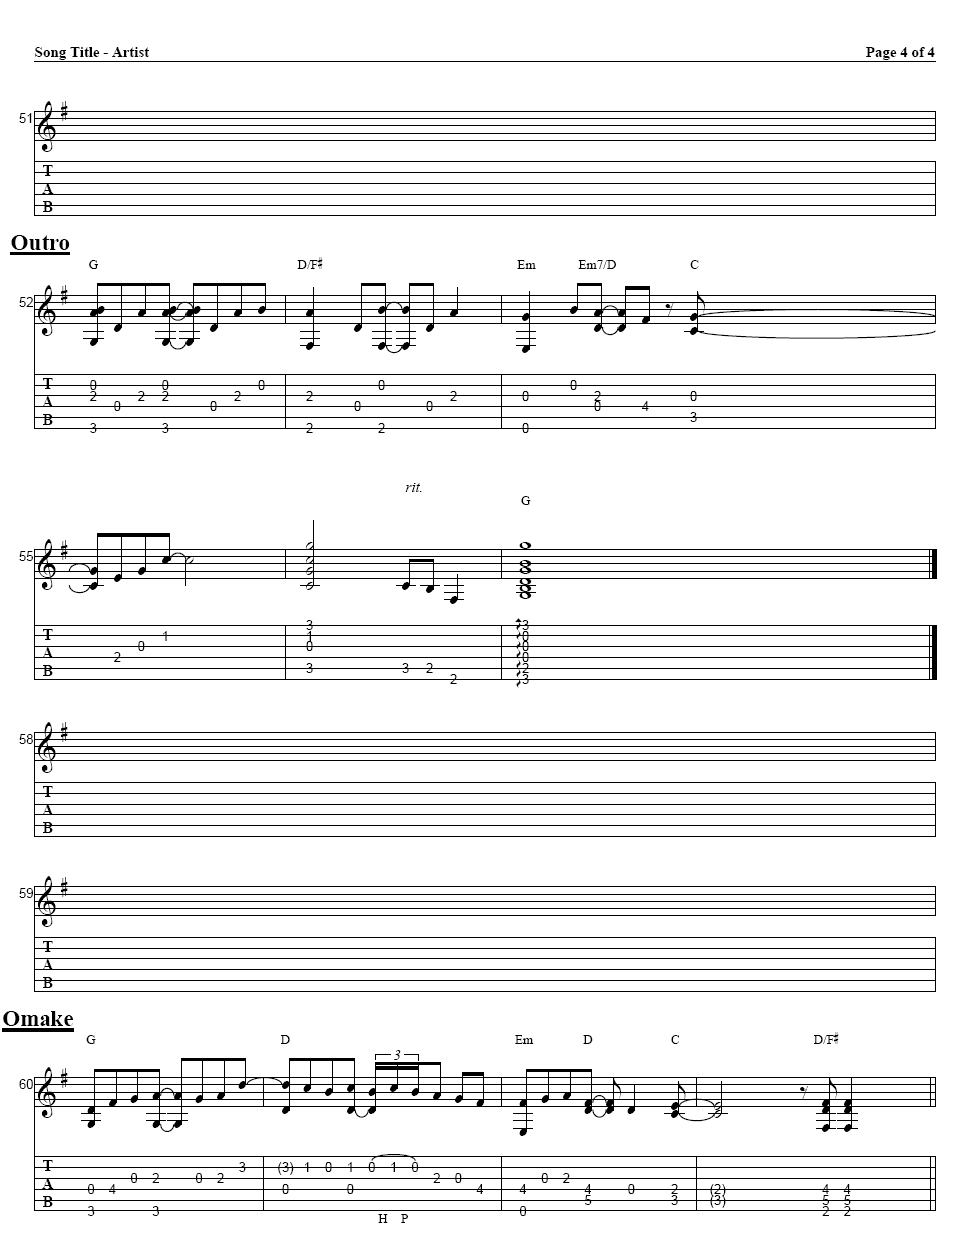 Song Title - Artist Page 4 of 4
51
T
A
B
Outro
G D/F# Em Em7/D C
52
T 0 0 0 0 0
2 2 2 2 2 2 0 2 0
A 0 0 0 0 0 4
B 3
3 3 2 2 0
rit.
G
55
3 3
T 1 1 0
0 0 0
A 2 0
B 3 3 2 2
2 3
58
T
A
B
59
T
A
B
Omake
G D Em D C D/F#
3
60
T 3 (3) 1 0 1 0 1 0
0 2 0 2 2 0 0 2
A 0 4 0 0 4 4 4 0 2 (2) 4 4
B 5 3 (3) 5 5
3 3 0 2 2
H P